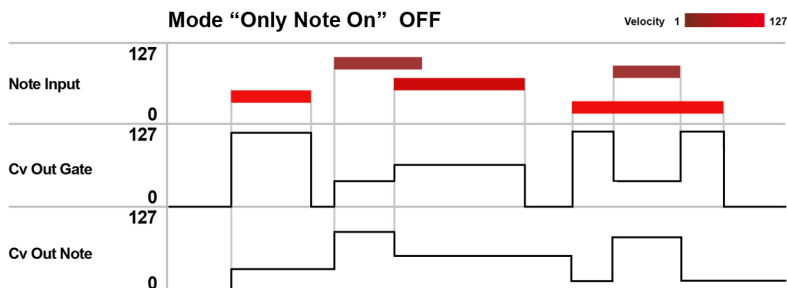 Mode “Only Note On” OFF
Velocity 1 127
127
Note Input
0
127
Cv Out Gate
0
127
Cv Out Note
0